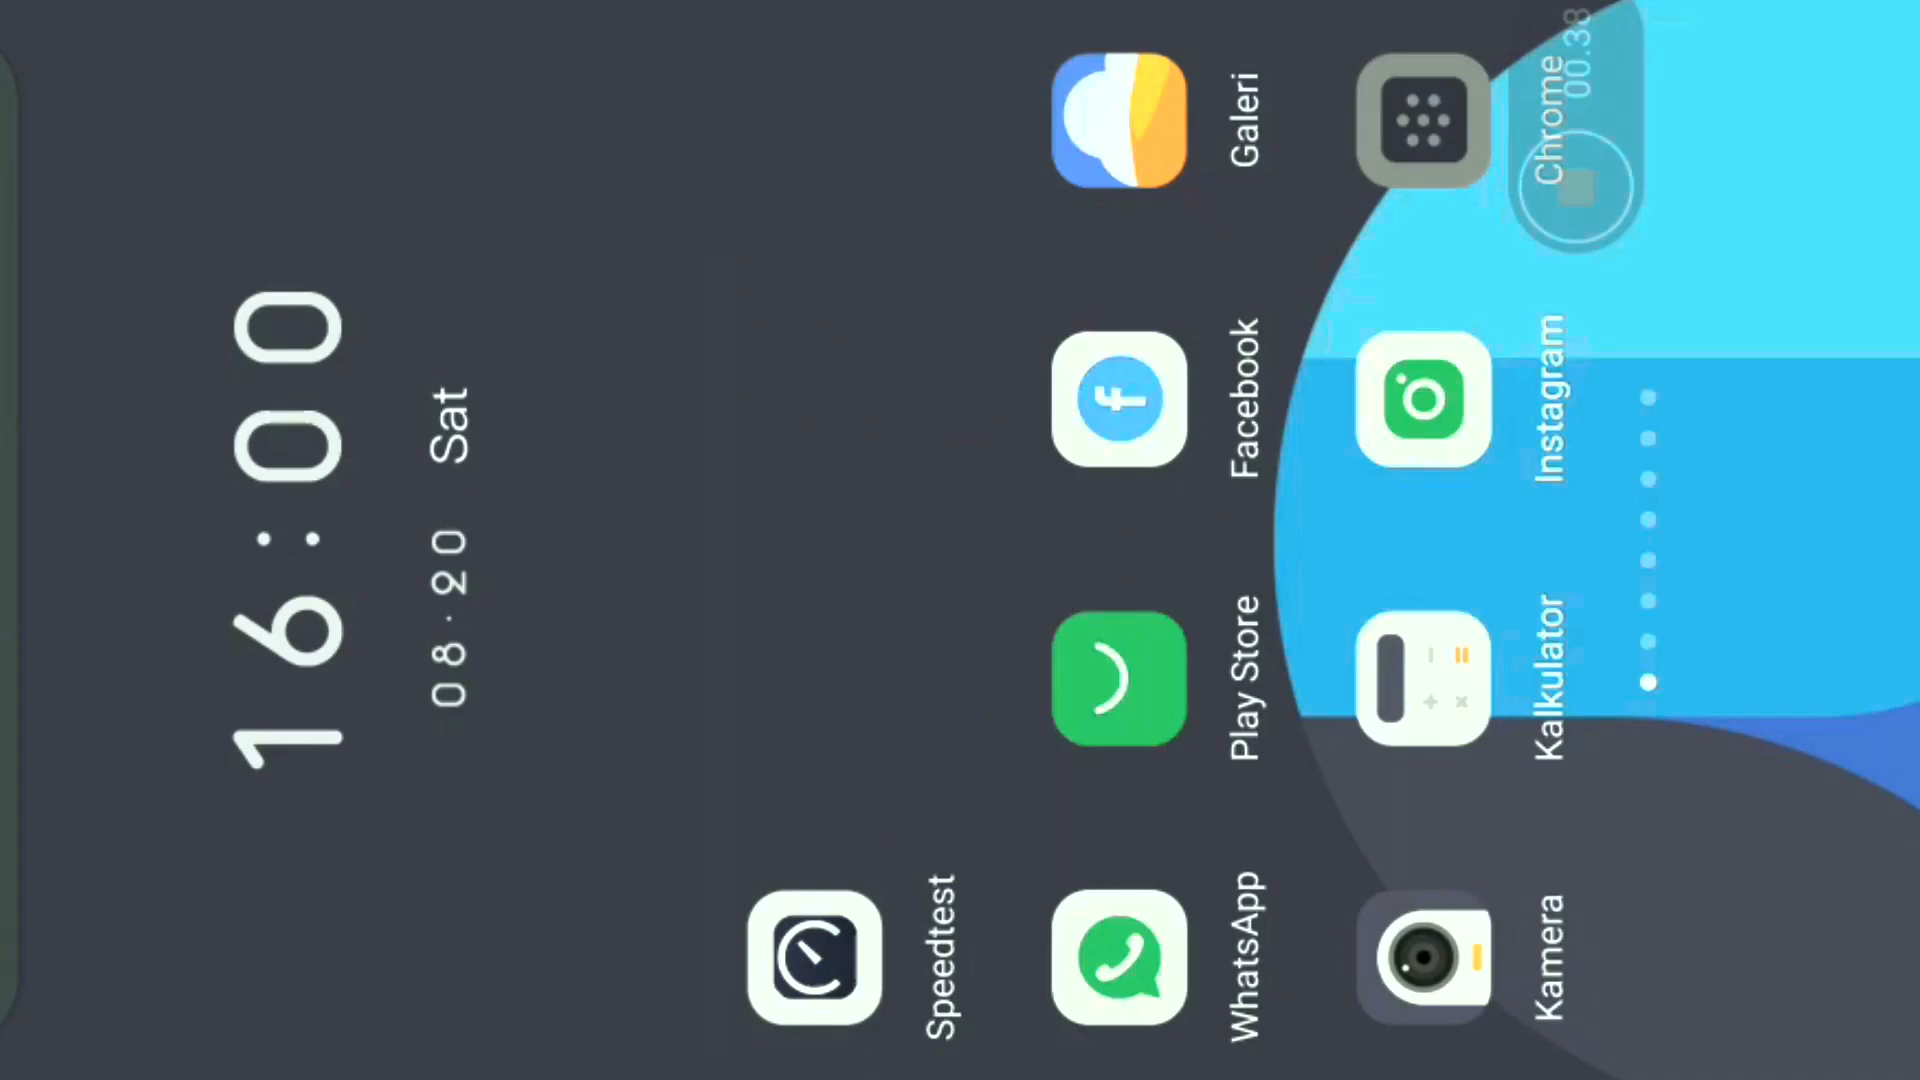 16:00
08·20 Sat
Speedtest
WhatsApp
Play Store
Facebook
Galeri
Kamera
Kalkulator
Instagram
Chrome
00.38